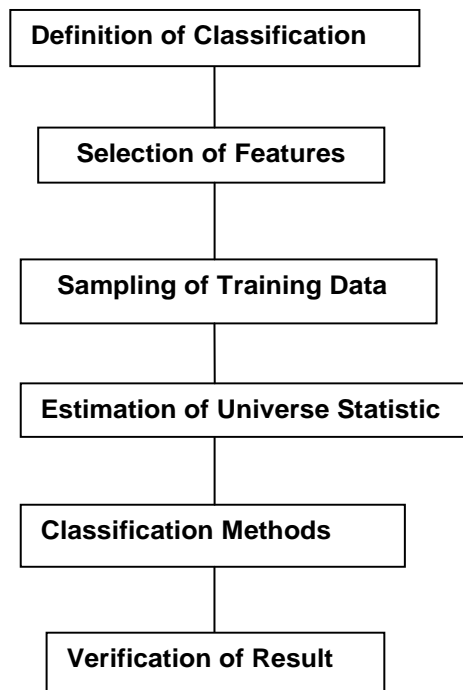 Definition of Classification
Selection of Features
Sampling of Training Data
Estimation of Universe Statistic
Classification Methods
Verification of Result